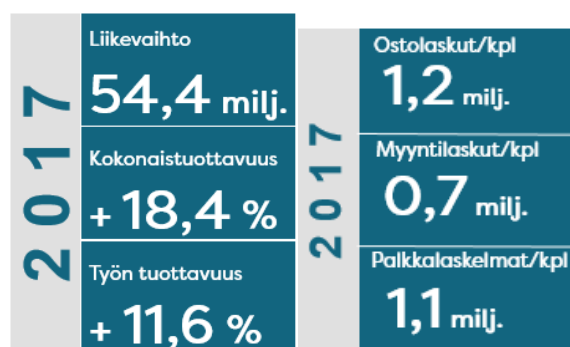 2017
Liikevaihto
54,4 milj.
Kokonaistuottavuus
+ 18,4 %
Työn tuottavuus
+ 11,6 %
2017
Ostolaskut/kpl
1,2 milj.
Myyntilaskut/kpl
0,7 milj.
Palkkalaskelmat/kpl
1,1 milj.